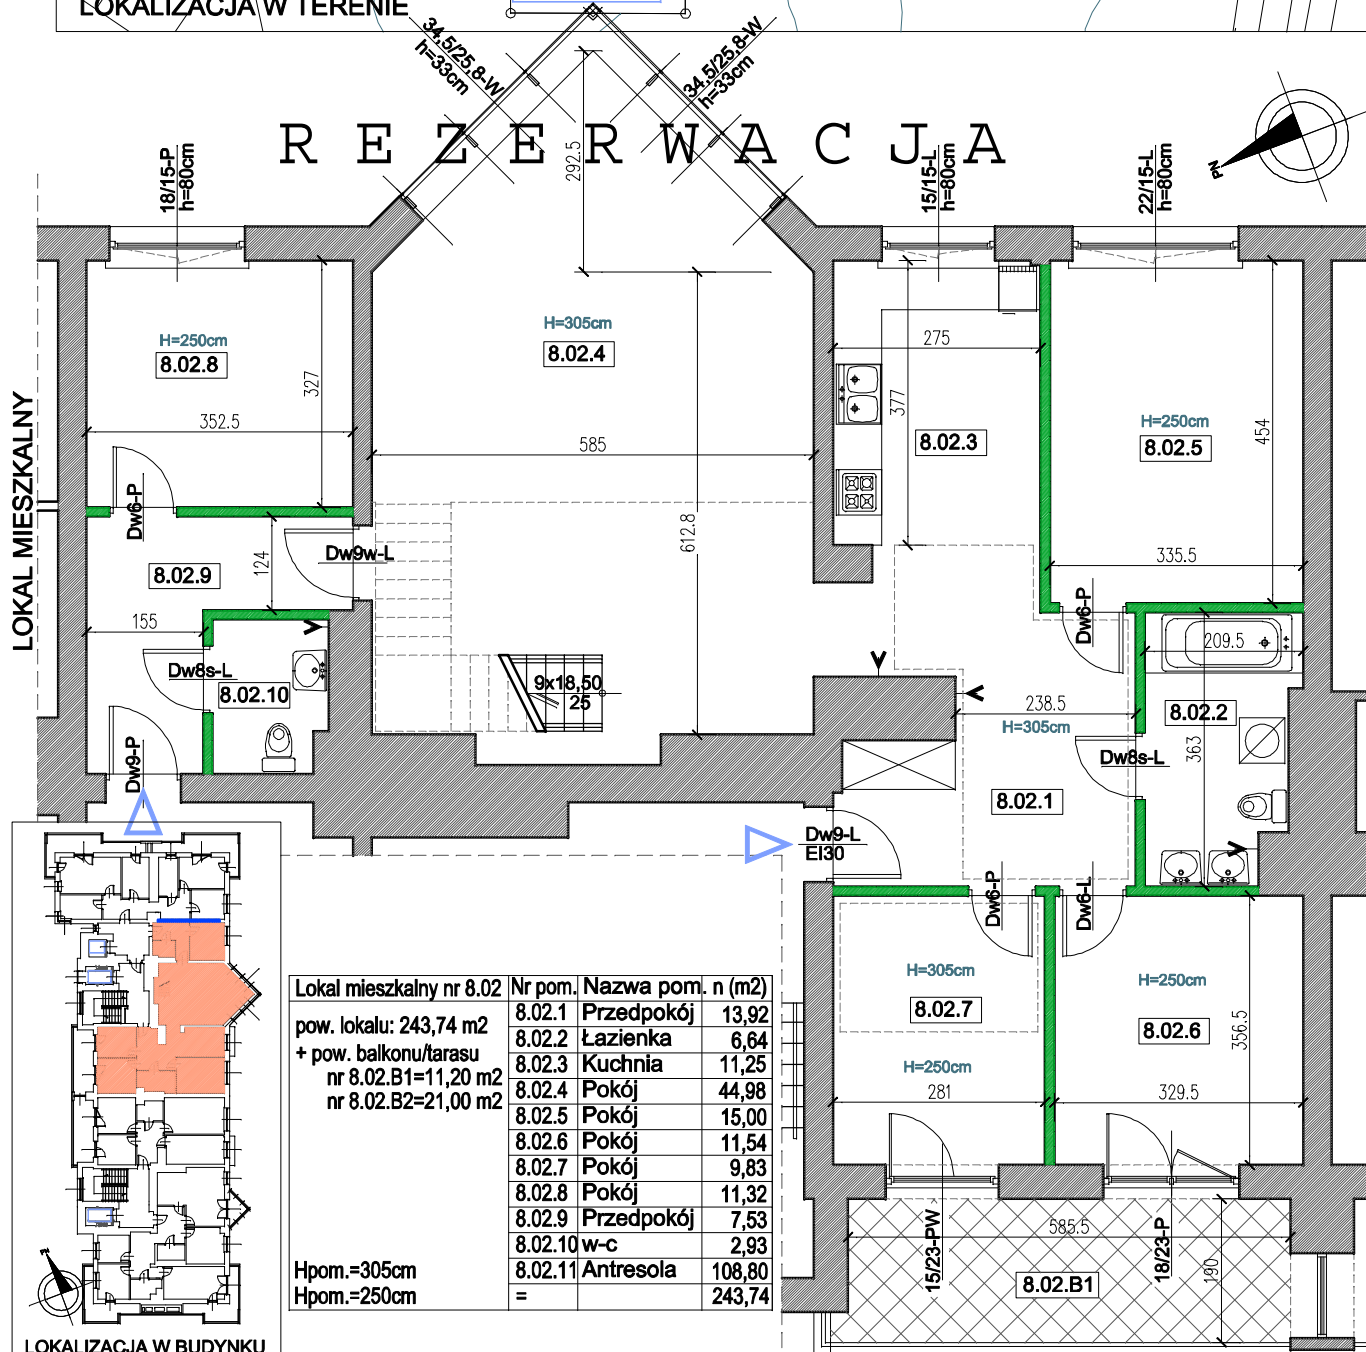 LOKALIZACJA W TERENIE
34,5/25,8-W
h=33cm
34,5/25,8-W
h=33cm
REZERWACJA
292.5
PN
18/15-P
h=80cm
15/15-L
h=80cm
22/15-L
h=80cm
H=250cm
8.02.8
327
352.5
H=305cm
8.02.4
585
612.8
275
377
8.02.3
H=250cm
8.02.5
454
335.5
LOKAL MIESZKALNY
Dw6-P
8.02.9
124
Dw9w-L
155
Dw8s-L
8.02.10
9x18,50
25
Dw6-P
209.5
8.02.2
363
238.5
H=305cm
Dw8s-L
8.02.1
Dw9-P
Dw9-L
EI30
Dw6-P
Dw6-L
H=305cm
8.02.7
H=250cm
281
H=250cm
8.02.6
356.5
329.5
15/23-PW
18/23-P
585.5
190
8.02.B1
Lokal mieszkalny nr 8.02 Nr pom. Nazwa pom. n (m2)
pow. lokalu: 243,74 m2
+ pow. balkonu/tarasu
nr 8.02.B1=11,20 m2
nr 8.02.B2=21,00 m2
8.02.1 Przedpokój 13,92
8.02.2 Łazienka 6,64
8.02.3 Kuchnia 11,25
8.02.4 Pokój 44,98
8.02.5 Pokój 15,00
8.02.6 Pokój 11,54
8.02.7 Pokój 9,83
8.02.8 Pokój 11,32
8.02.9 Przedpokój 7,53
8.02.10 w-c 2,93
Hpom.=305cm 8.02.11 Antresola 108,80
Hpom.=250cm = 243,74
LOKALIZACJA W BUDYNKU